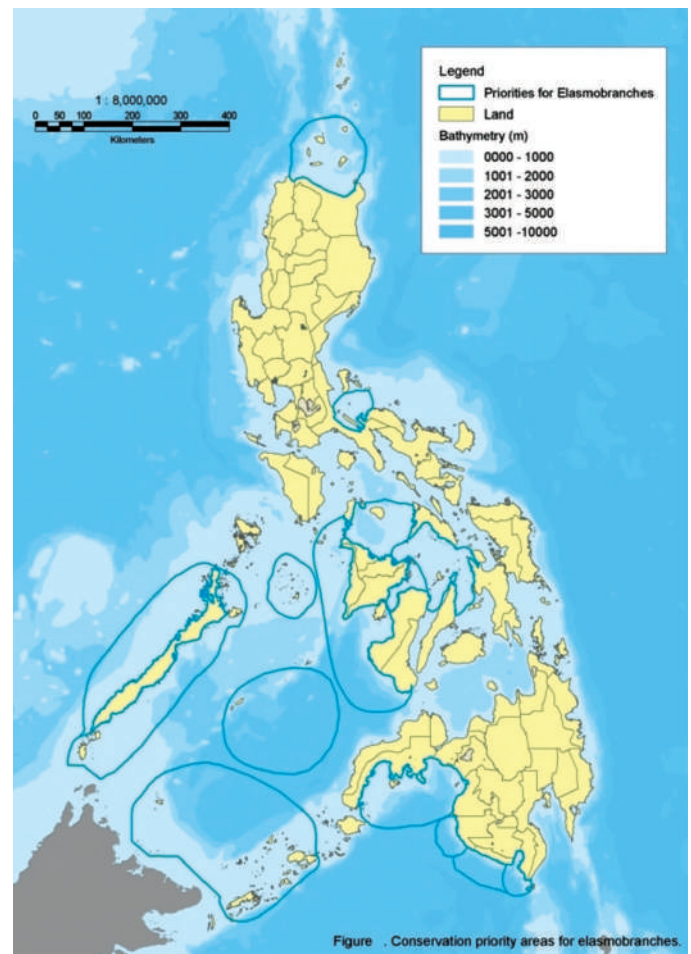 1 : 8,000,000
0 50 100 200 300 400
Kilometers
Legend
Priorities for Elasmobranches
Land
Bathymetry (m)
0000 - 1000
1001 - 2000
2001 - 3000
3001 - 5000
5001 -10000
Figure . Conservation priority areas for elasmobranches.